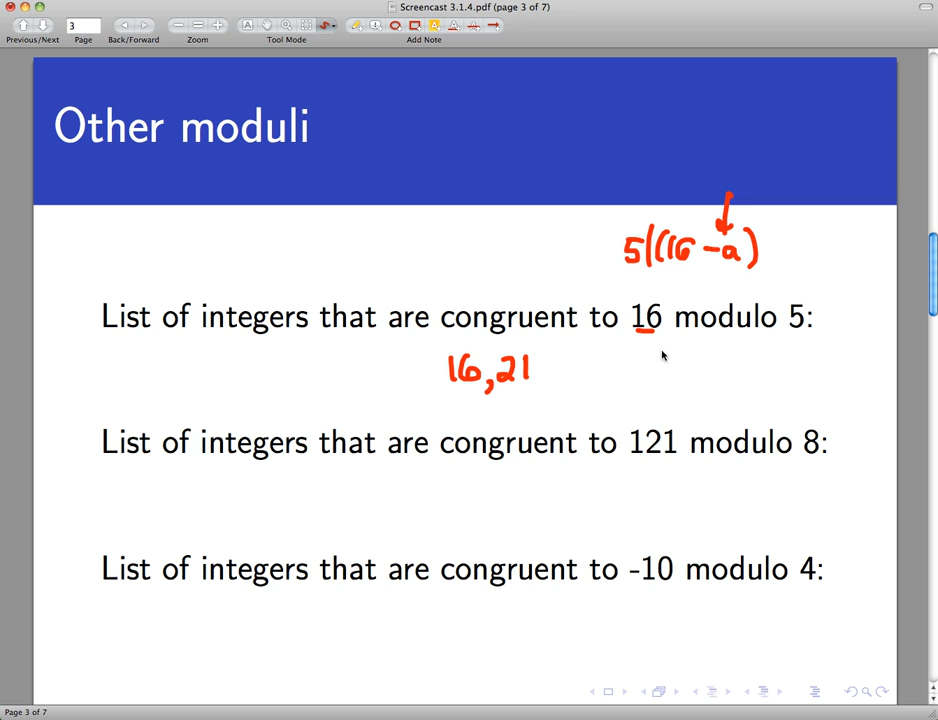 Screencast 3.1.4.pdf (page 3 of 7)
3
Previous/Next Page Back/Forward Zoom Tool Mode Add Note
Other moduli
5|(16 - a)
List of integers that are congruent to 16 modulo 5:
16, 21
List of integers that are congruent to 121 modulo 8:
List of integers that are congruent to -10 modulo 4:
Page 3 of 7